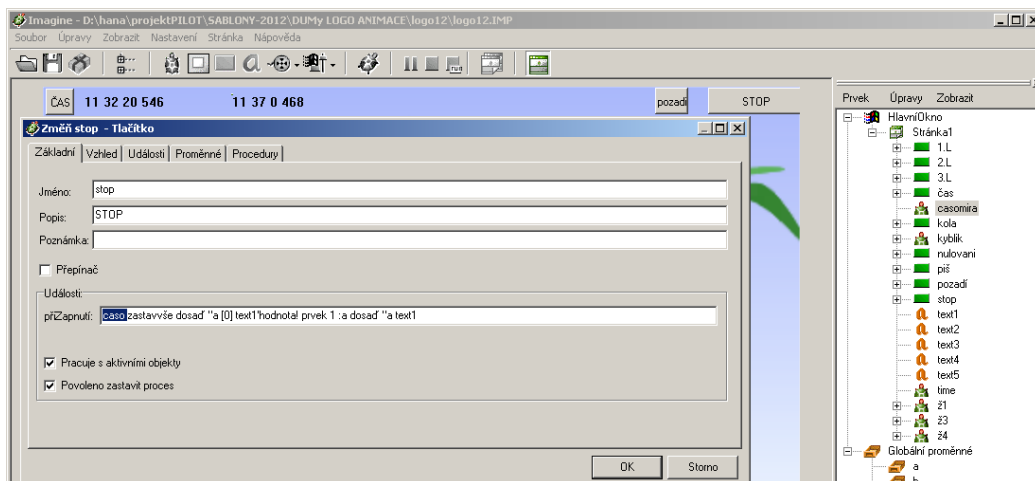 Imagine - D:\hana\projektPILOT\SABLONY-2012\DUMy LOGO ANIMACE\logo12\logo12.IMP
Soubor Úpravy Zobrazit Nastavení Stránka Nápověda
ČAS 11 32 20 546 11 37 0 468 pozadí STOP
Změň stop - Tlačítko
Základní Vzhled Události Proměnné Procedury
Jméno: stop
Popis: STOP
Poznámka:
Přepínač
Události:
přiZapnutí: caso zastavvše dosaď "a [0] text1'hodnota! prvek 1 :a dosaď "a text1
Pracuje s aktivními objekty
Povoleno zastavit proces
OK Storno
Prvek Úpravy Zobrazit
HlavníOkno
Stránka1
1.L
2.L
3.L
čas
casomira
kola
kyblik
nulovani
piš
pozadí
stop
text1
text2
text3
text4
text5
time
ž1
ž3
ž4
Globální proměnné
a